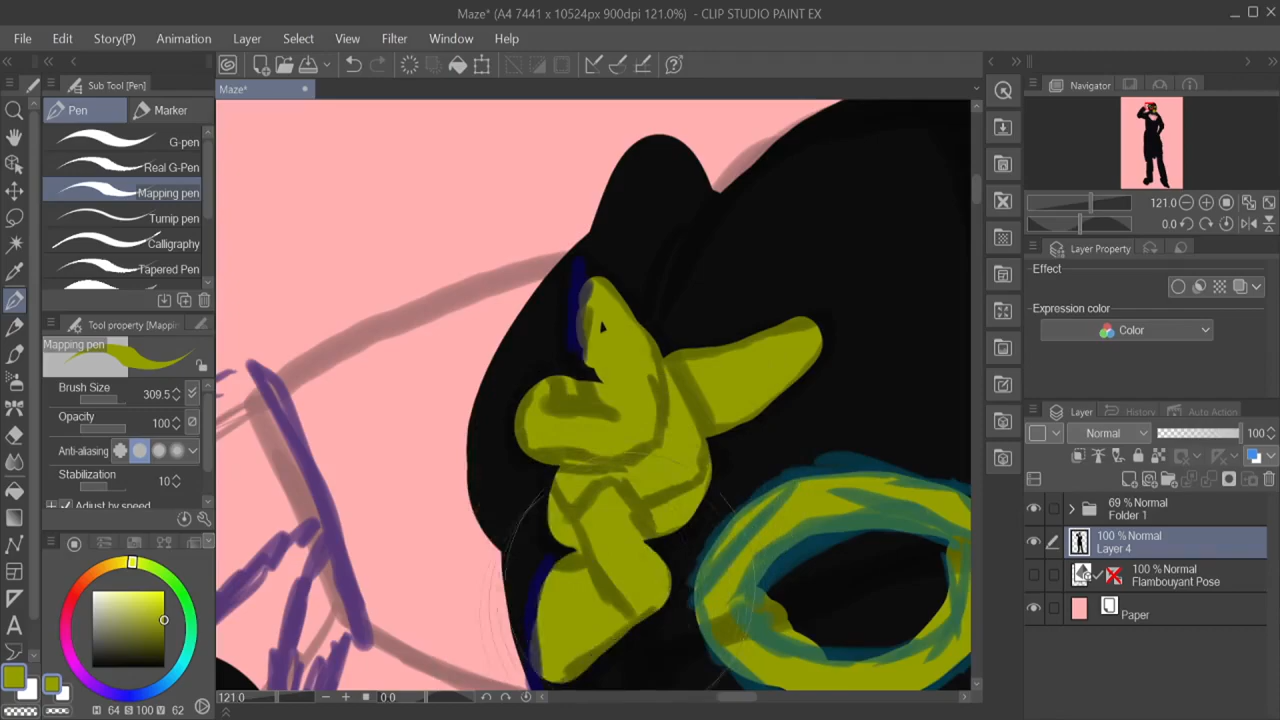 Maze* (A4 7441 x 10524px 900dpi 121.0%) - CLIP STUDIO PAINT EX
File Edit Story(P) Animation Layer Select View Filter Window Help
Sub Tool [Pen]
Maze*
Navigator
Pen Marker
G-pen
Real G-Pen
Mapping pen
Turnip pen
Calligraphy
Tapered Pen
121.0
0.0
Layer Property
Effect
Expression color
Color
Tool property [Mappin
Mapping pen
Brush Size 309.5
Opacity 100
Anti-aliasing
Stabilization 10
Adjust by speed
Layer History Auto Action
Normal 100
69 % Normal
Folder 1
100 % Normal
Layer 4
100 % Normal
Flambouyant Pose
Paper
H 64 S 100 V 62
121.0 0.0